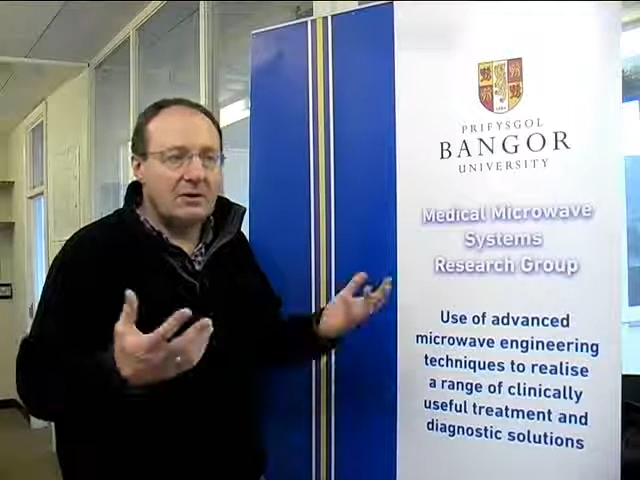 PRIFYSGOL
BANGOR
UNIVERSITY
Medical Microwave
Systems
Research Group
Use of advanced
microwave engineering
techniques to realise
a range of clinically
useful treatment and
diagnostic solutions